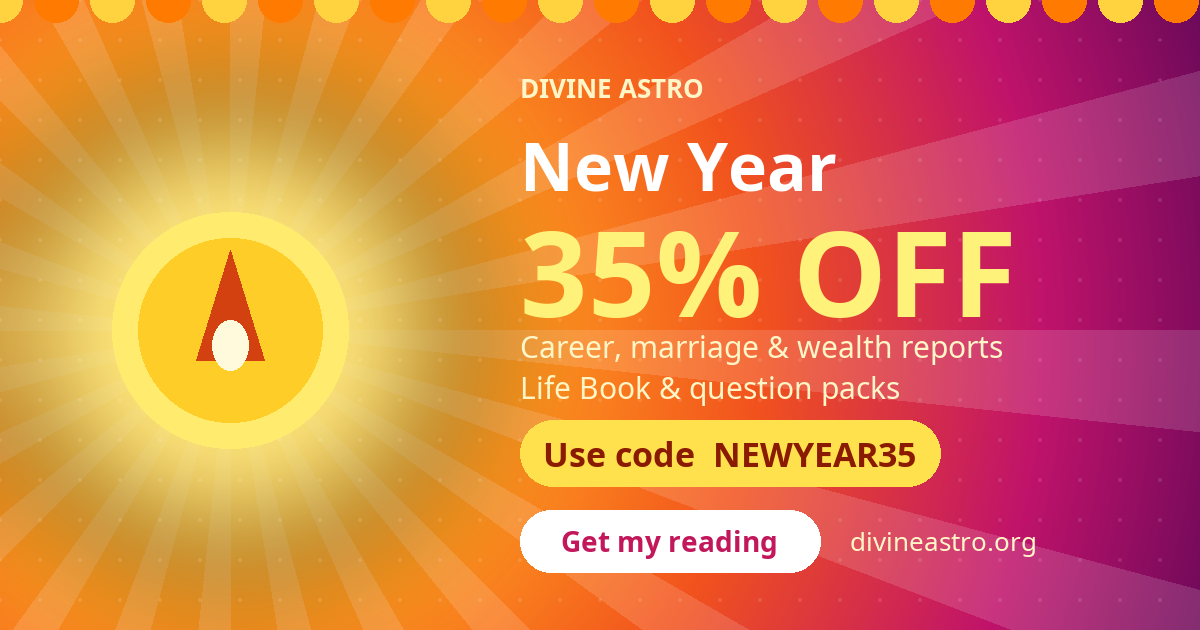 DIVINE ASTRO
New Year
35% OFF
Career, marriage & wealth reports
Life Book & question packs
Use code NEWYEAR35
Get my reading
divineastro.org